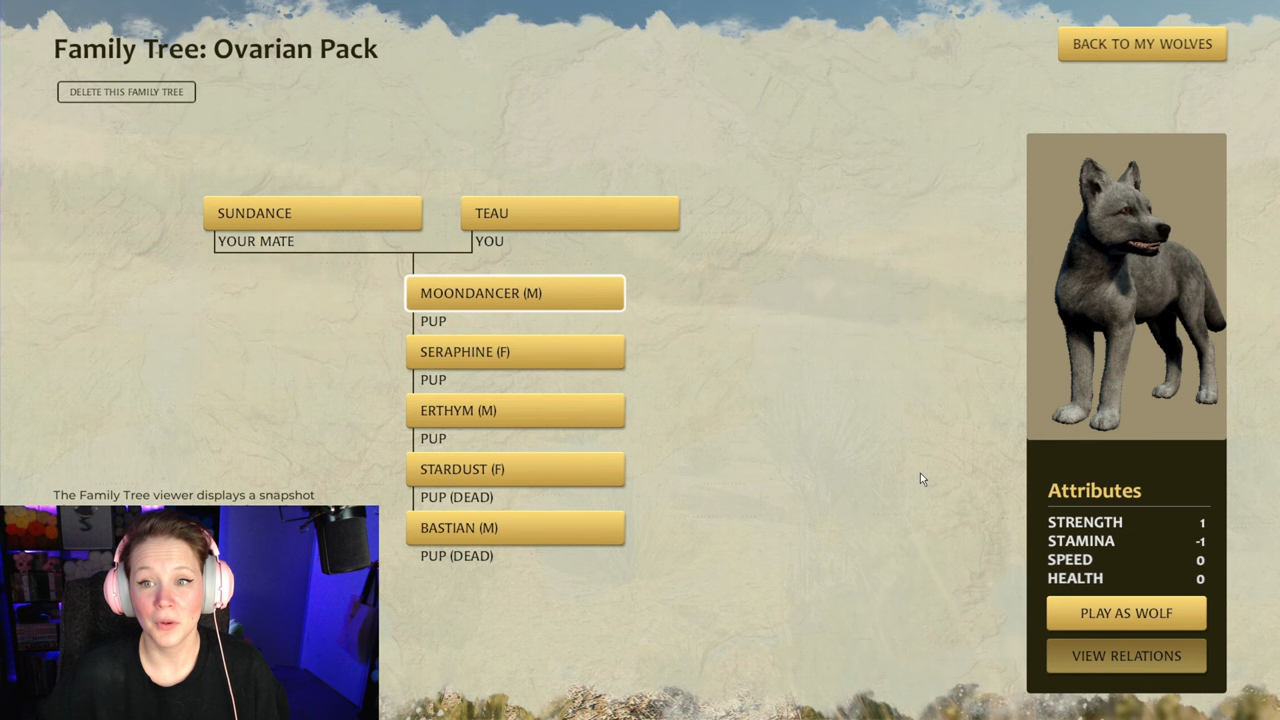 Family Tree: Ovarian Pack
BACK TO MY WOLVES
DELETE THIS FAMILY TREE
SUNDANCE
TEAU
YOUR MATE
YOU
MOONDANCER (M)
PUP
SERAPHINE (F)
PUP
ERTHYM (M)
PUP
STARDUST (F)
PUP (DEAD)
BASTIAN (M)
PUP (DEAD)
The Family Tree viewer displays a snapshot
Attributes
STRENGTH 1
STAMINA -1
SPEED 0
HEALTH 0
PLAY AS WOLF
VIEW RELATIONS